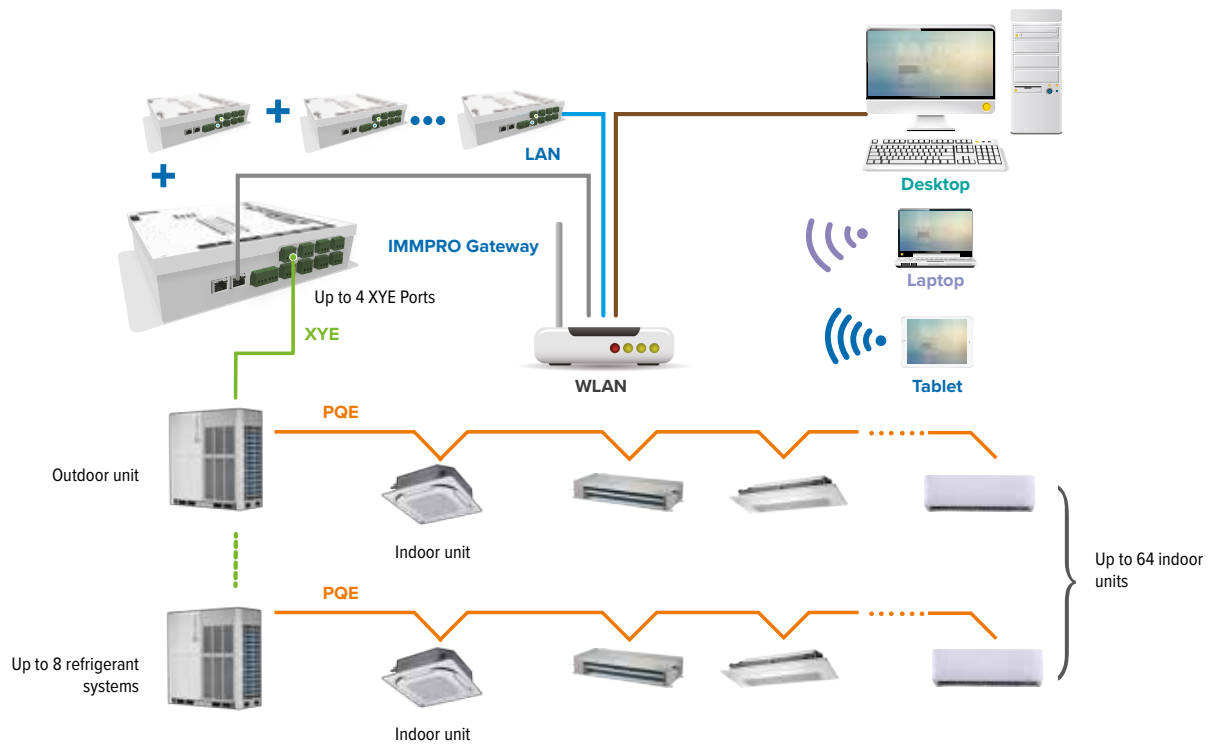 LAN
Desktop
IMMPRO Gateway
Laptop
Up to 4 XYE Ports
XYE
WLAN
Tablet
PQE
Outdoor unit
Indoor unit
Up to 64 indoor
units
PQE
Up to 8 refrigerant
systems
Indoor unit